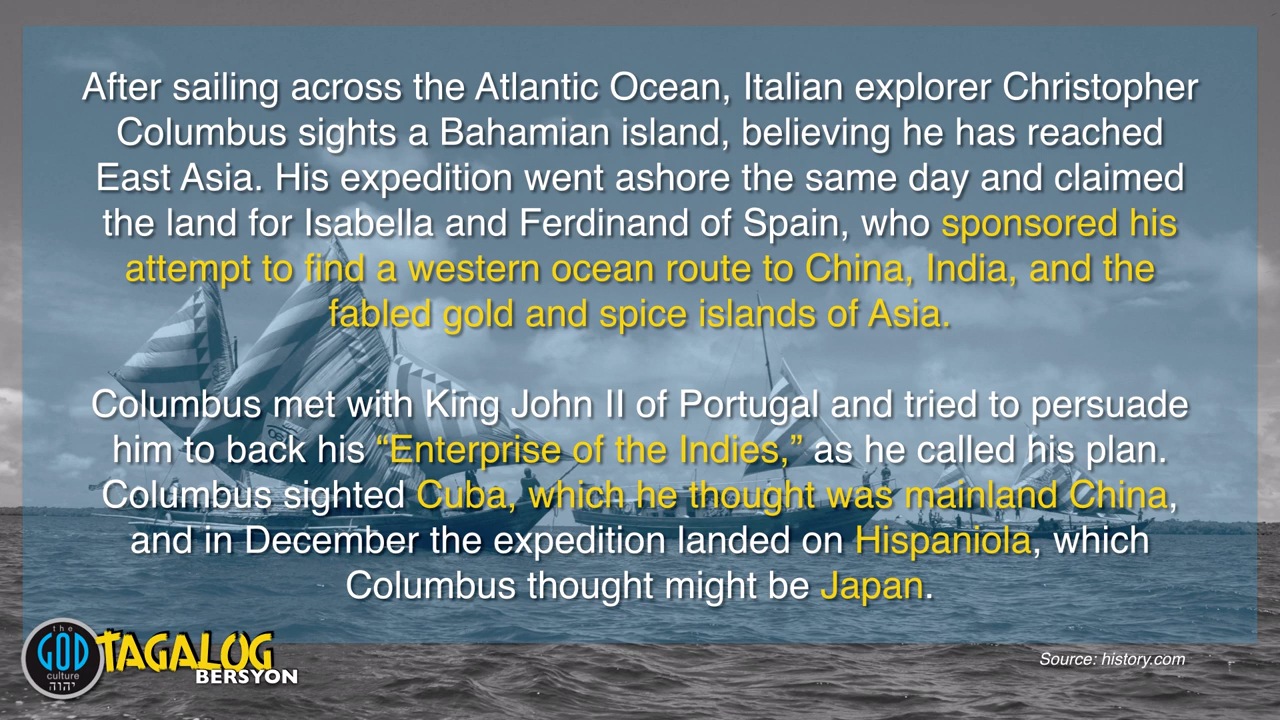 After sailing across the Atlantic Ocean, Italian explorer Christopher
Columbus sights a Bahamian island, believing he has reached
East Asia. His expedition went ashore the same day and claimed
the land for Isabella and Ferdinand of Spain, who sponsored his
attempt to find a western ocean route to China, India, and the
fabled gold and spice islands of Asia.
Columbus met with King John II of Portugal and tried to persuade
him to back his “Enterprise of the Indies,” as he called his plan.
Columbus sighted Cuba, which he thought was mainland China,
and in December the expedition landed on Hispaniola, which
Columbus thought might be Japan.
the
GOD
culture
יהוה
TAGALOG
BERSYON
Source: history.com